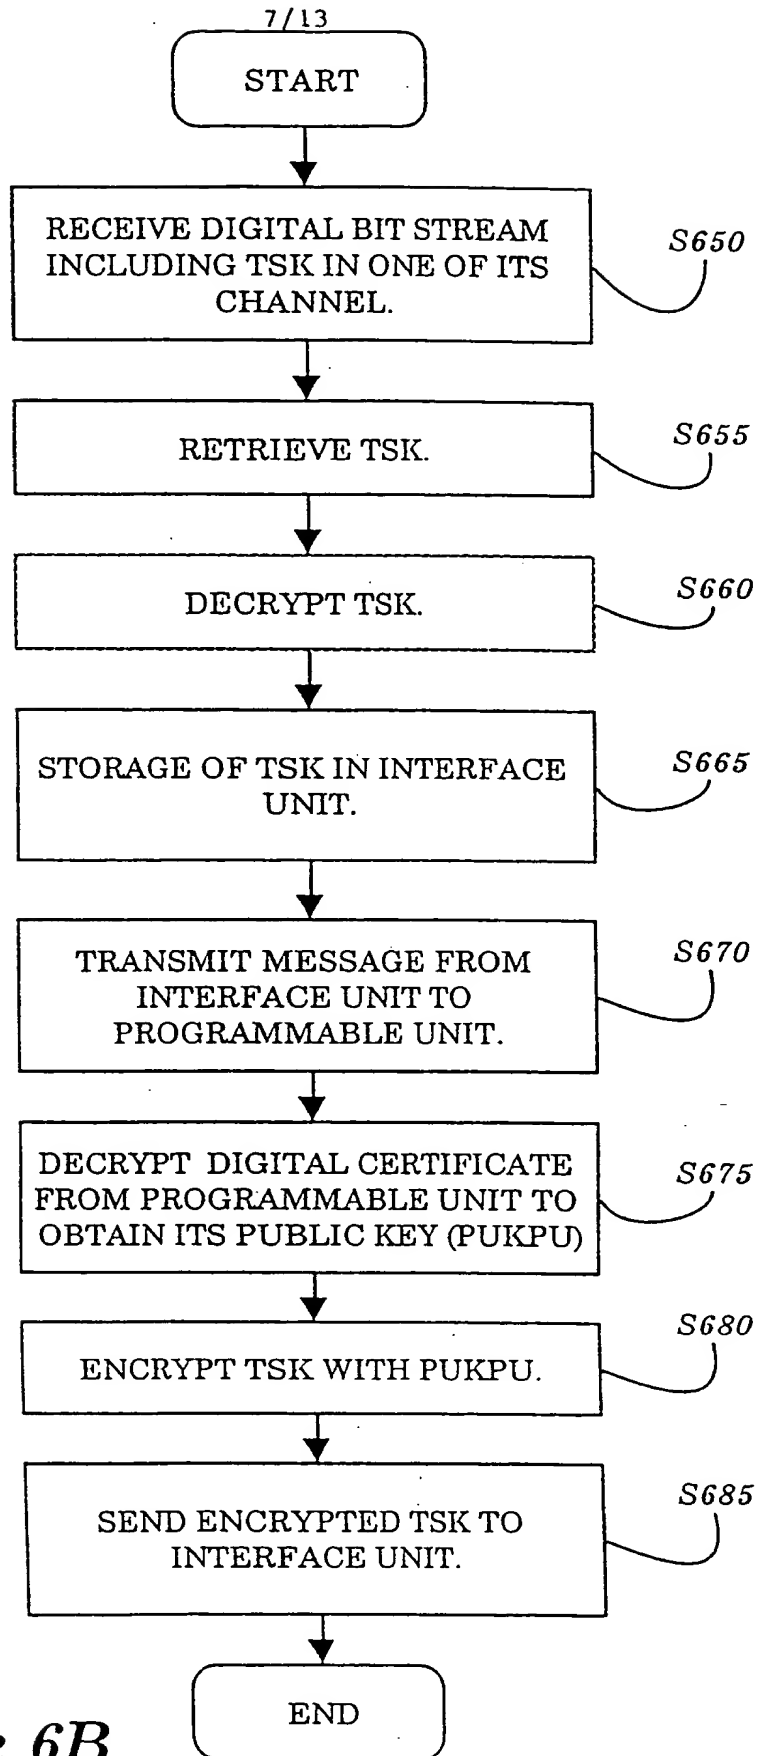 7/13
START
RECEIVE DIGITAL BIT STREAM
INCLUDING TSK IN ONE OF ITS
CHANNEL.
S650
RETRIEVE TSK.
S655
DECRYPT TSK.
S660
STORAGE OF TSK IN INTERFACE
UNIT.
S665
TRANSMIT MESSAGE FROM
INTERFACE UNIT TO
PROGRAMMABLE UNIT.
S670
DECRYPT DIGITAL CERTIFICATE
FROM PROGRAMMABLE UNIT TO
OBTAIN ITS PUBLIC KEY (PUKPU)
S675
ENCRYPT TSK WITH PUKPU.
S680
SEND ENCRYPTED TSK TO
INTERFACE UNIT.
S685
END
6B